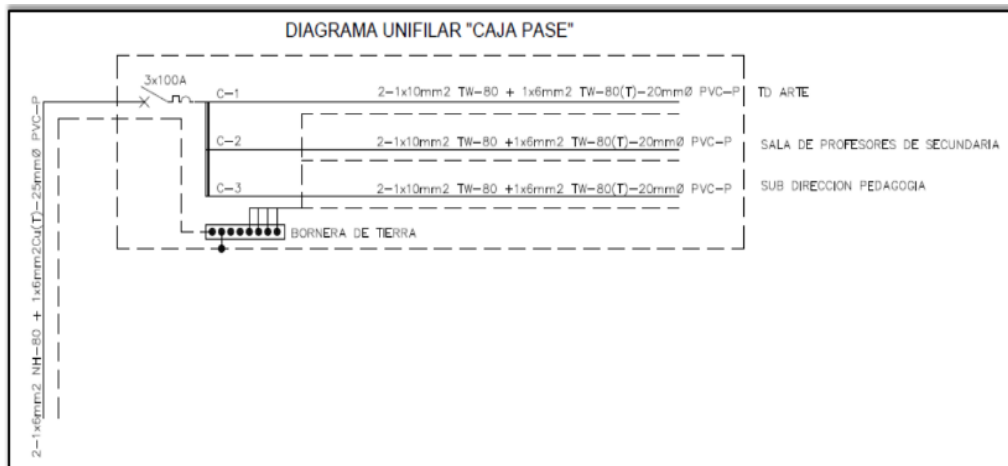 DIAGRAMA UNIFILAR "CAJA PASE"
3x100A
C-1
2-1x10mm2 TW-80 + 1x6mm2 TW-80(T)-20mmØ PVC-P
TD ARTE
C-2
2-1x10mm2 TW-80 +1x6mm2 TW-80(T)-20mmØ PVC-P
SALA DE PROFESORES DE SECUNDARIA
C-3
2-1x10mm2 TW-80 +1x6mm2 TW-80(T)-20mmØ PVC-P
SUB DIRECCION PEDAGOGIA
BORNERA DE TIERRA
2-1x6mm2 NH-80 + 1x6mm2Cu(T)-25mmØ PVC-P